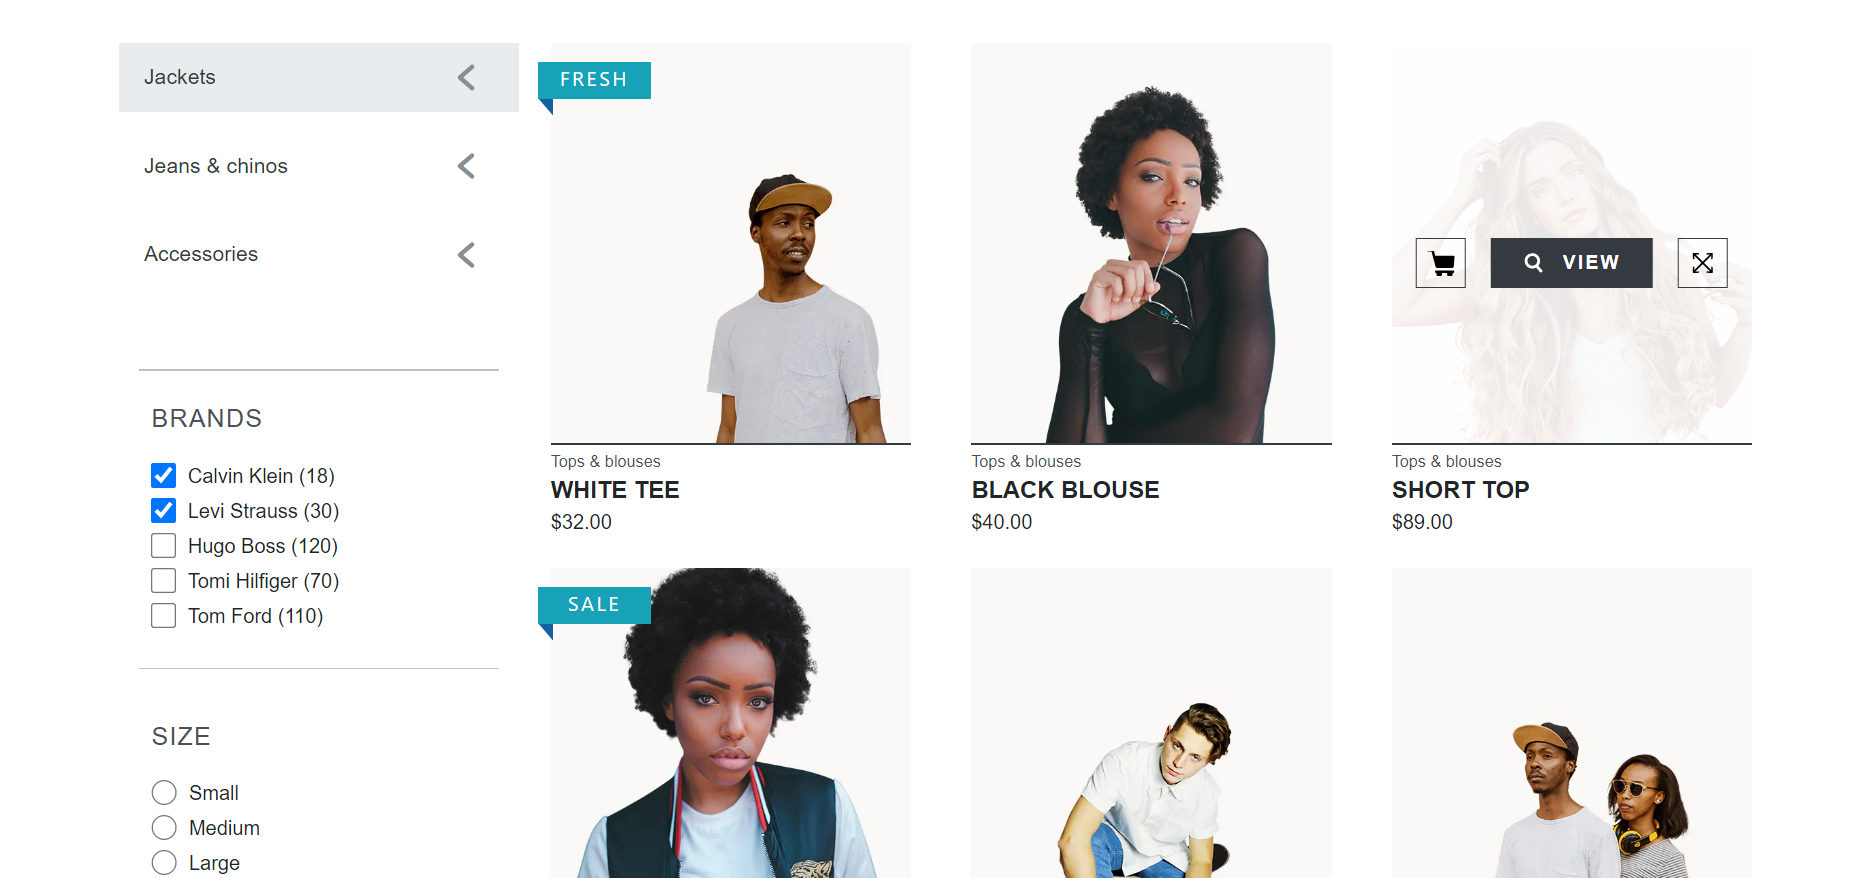 Jackets
Jeans & chinos
Accessories
BRANDS
Calvin Klein (18)
Levi Strauss (30)
Hugo Boss (120)
Tomi Hilfiger (70)
Tom Ford (110)
SIZE
Small
Medium
Large
FRESH
Tops & blouses
WHITE TEE
$32.00
Tops & blouses
BLACK BLOUSE
$40.00
VIEW
Tops & blouses
SHORT TOP
$89.00
SALE